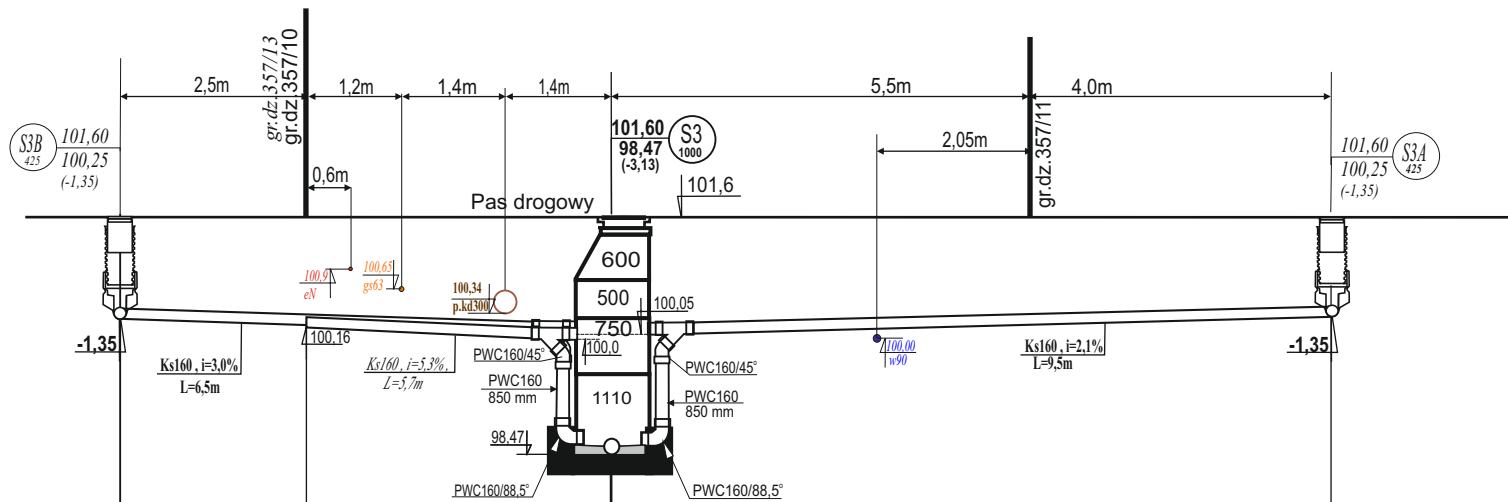 gr.dz.357/13
gr.dz.357/10
gr.dz.357/11
2,5m
1,2m
1,4m
1,4m
5,5m
4,0m
S3B
425
101,60
100,25
(-1,35)
101,60
98,47
(-3,13)
S3
1000
2,05m
101,60
100,25
(-1,35)
S3A
425
0,6m
Pas drogowy
101,6
600
500
750
1110
100,9
eN
100,65
gs63
100,34
p.kd300
100,05
100,0
100,00
w90
-1,35
100,16
-1,35
Ks160 , i=3,0%
L=6,5m
Ks160 , i=5,3%,
L=5,7m
PWC160/45°
PWC160
850 mm
PWC160/45°
PWC160
850 mm
Ks160 , i=2,1%
L=9,5m
98,47
PWC160/88,5°
PWC160/88,5°